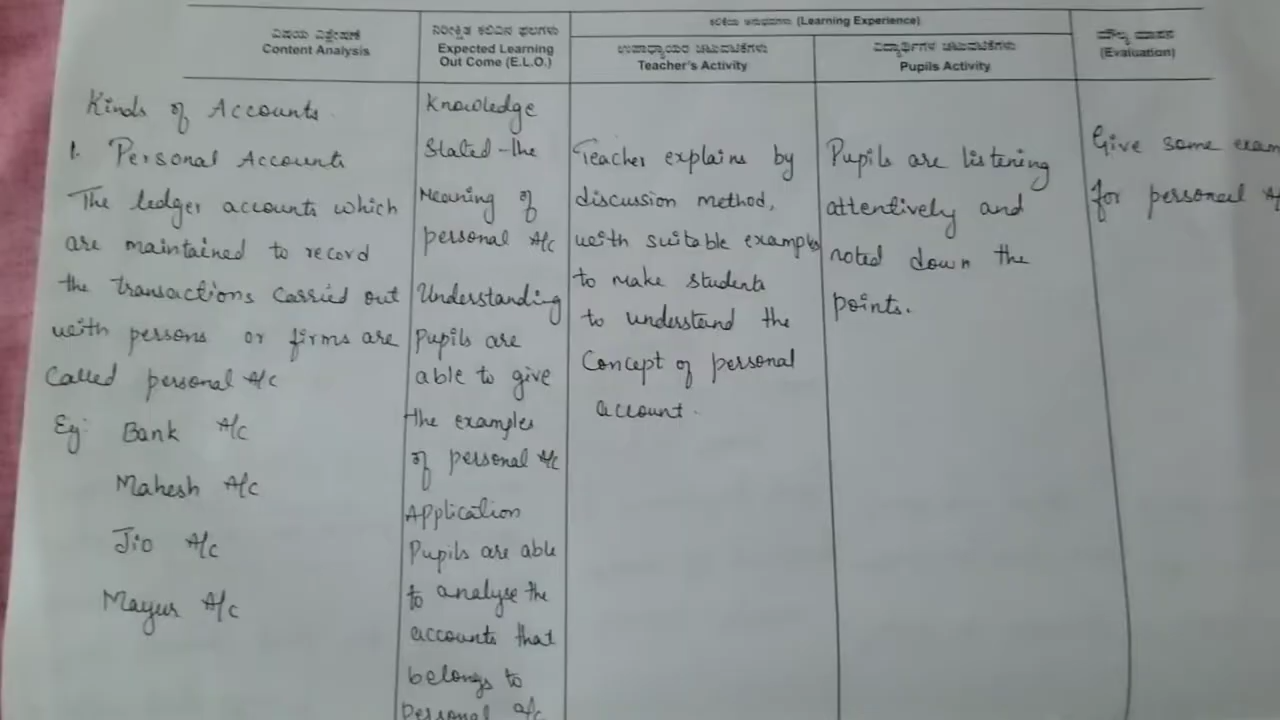 ವಿಷಯ ವಿಶ್ಲೇಷಣೆ
Content Analysis
ನಿರೀಕ್ಷಿತ ಕಲಿಕೆಯ ಫಲಗಳು
Expected Learning
Out Come (E.L.O.)
(Learning Experience)
Teacher's Activity
Pupils Activity
(Evaluation)
Kinds of Accounts.
1. Personal Accounts
The ledger accounts which
are maintained to record
the transactions carried out
with persons or firms are
Called personal A/c
Eg: Bank A/c
Mahesh A/c
Jio A/c
Mayur A/c
Knowledge
Stated the
Meaning of
personal A/c
Understanding
Pupils are
able to give
the examples
of personal A/c
Application
Pupils are able
to analyse the
accounts that
belongs to
Personal A/c
Teacher explains by
discussion method,
with suitable examples
to make students
to understand the
Concept of personal
account.
Pupils are listening
attentively and
noted down the
points.
Give some exam
for personal A/